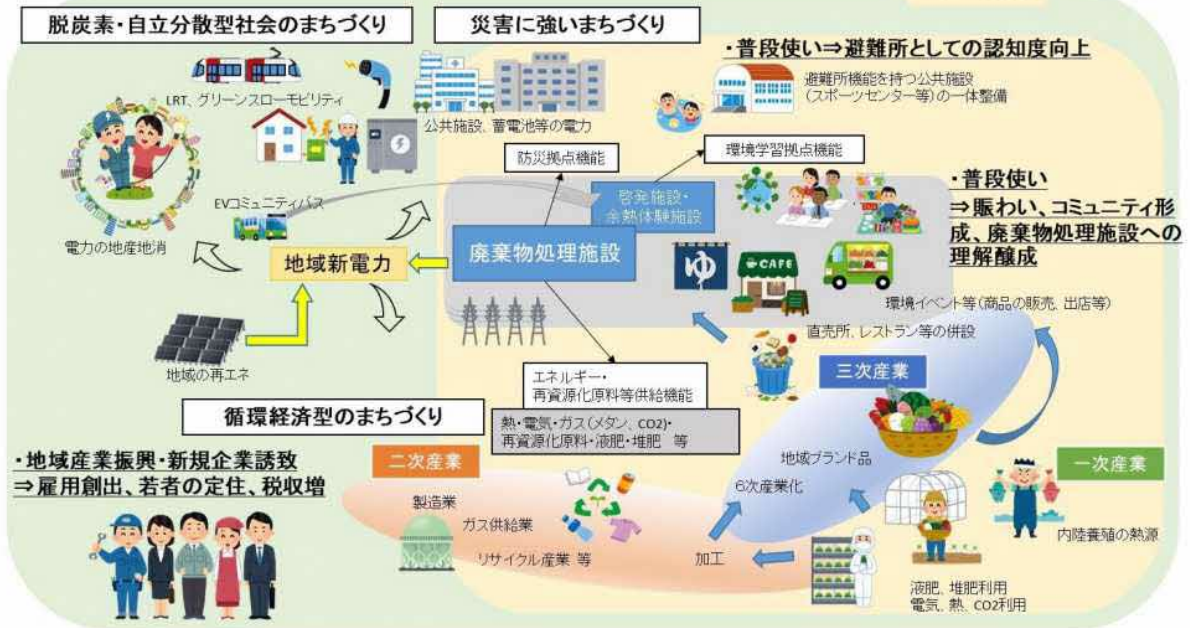 脱炭素・自立分散型社会のまちづくり
災害に強いまちづくり
・普段使い⇒避難所としての認知度向上
避難所機能を持つ公共施設
(スポーツセンター等)の一体整備
LRT、グリーンスローモビリティ
公共施設、蓄電池等の電力
防災拠点機能
環境学習拠点機能
啓発施設・
余熱体験施設
・普段使い
⇒賑わい、コミュニティ形
成、廃棄物処理施設への
理解醸成
EVコミュニティバス
電力の地産地消
地域新電力
廃棄物処理施設
ゆ
CAFE
環境イベント等(商品の販売、出店等)
直売所、レストラン等の併設
地域の再エネ
エネルギー・
再資源化原料等供給機能
三次産業
循環経済型のまちづくり
熱・電気・ガス(メタン、CO2)・
再資源化原料・液肥・堆肥 等
・地域産業振興・新規企業誘致
⇒雇用創出、若者の定住、税収増
二次産業
地域ブランド品
一次産業
6次産業化
製造業
ガス供給業
内陸養殖の熱源
リサイクル産業 等
加工
液肥、堆肥利用
電気、熱、CO2利用